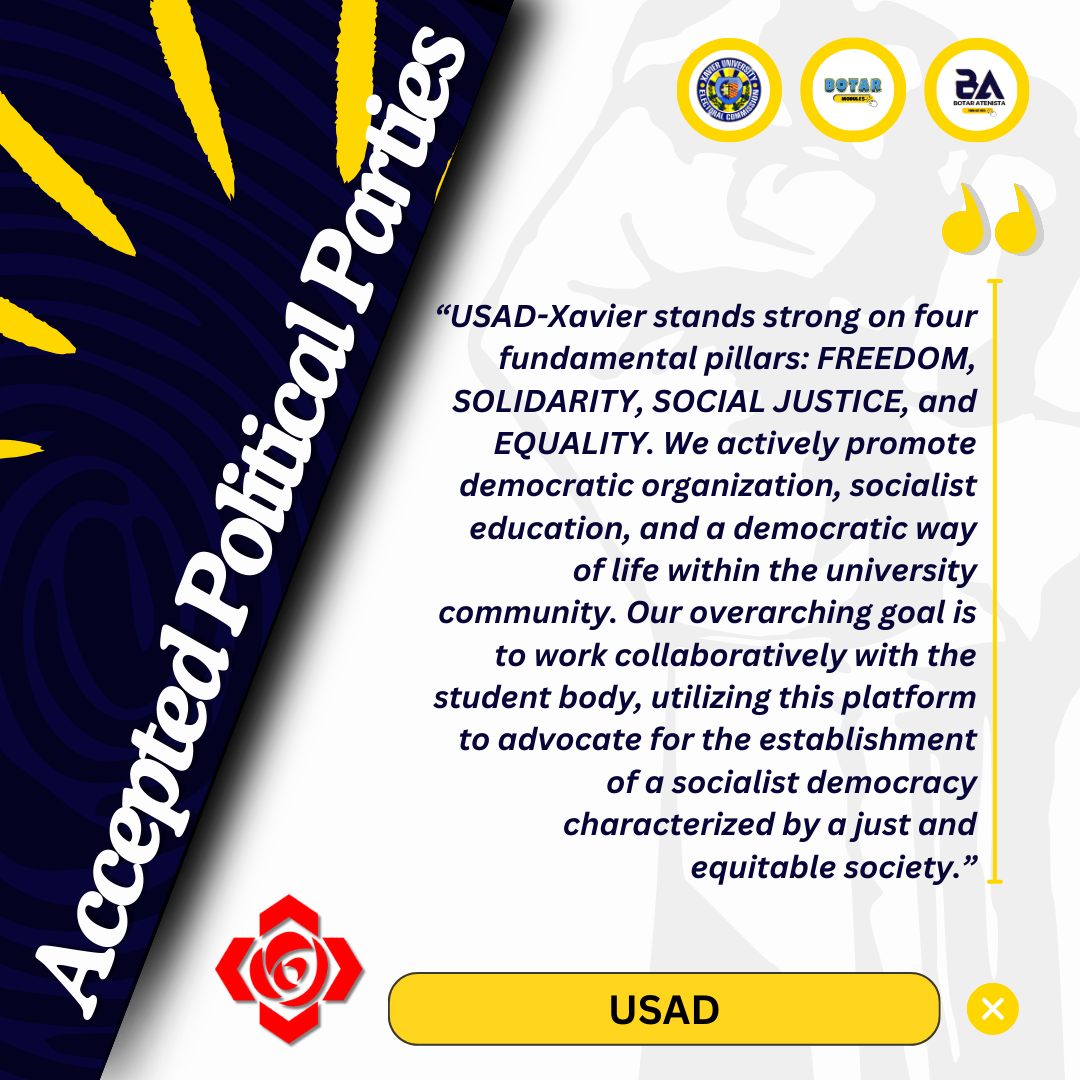 Accepted Political Parties
XAVIER UNIVERSITY
ELECTORAL COMMISSION
BOTAR
MODULES
BA
BOTAR ATENISTA
“USAD-Xavier stands strong on four
fundamental pillars: FREEDOM,
SOLIDARITY, SOCIAL JUSTICE, and
EQUALITY. We actively promote
democratic organization, socialist
education, and a democratic way
of life within the university
community. Our overarching goal is
to work collaboratively with the
student body, utilizing this platform
to advocate for the establishment
of a socialist democracy
characterized by a just and
equitable society.”
USAD